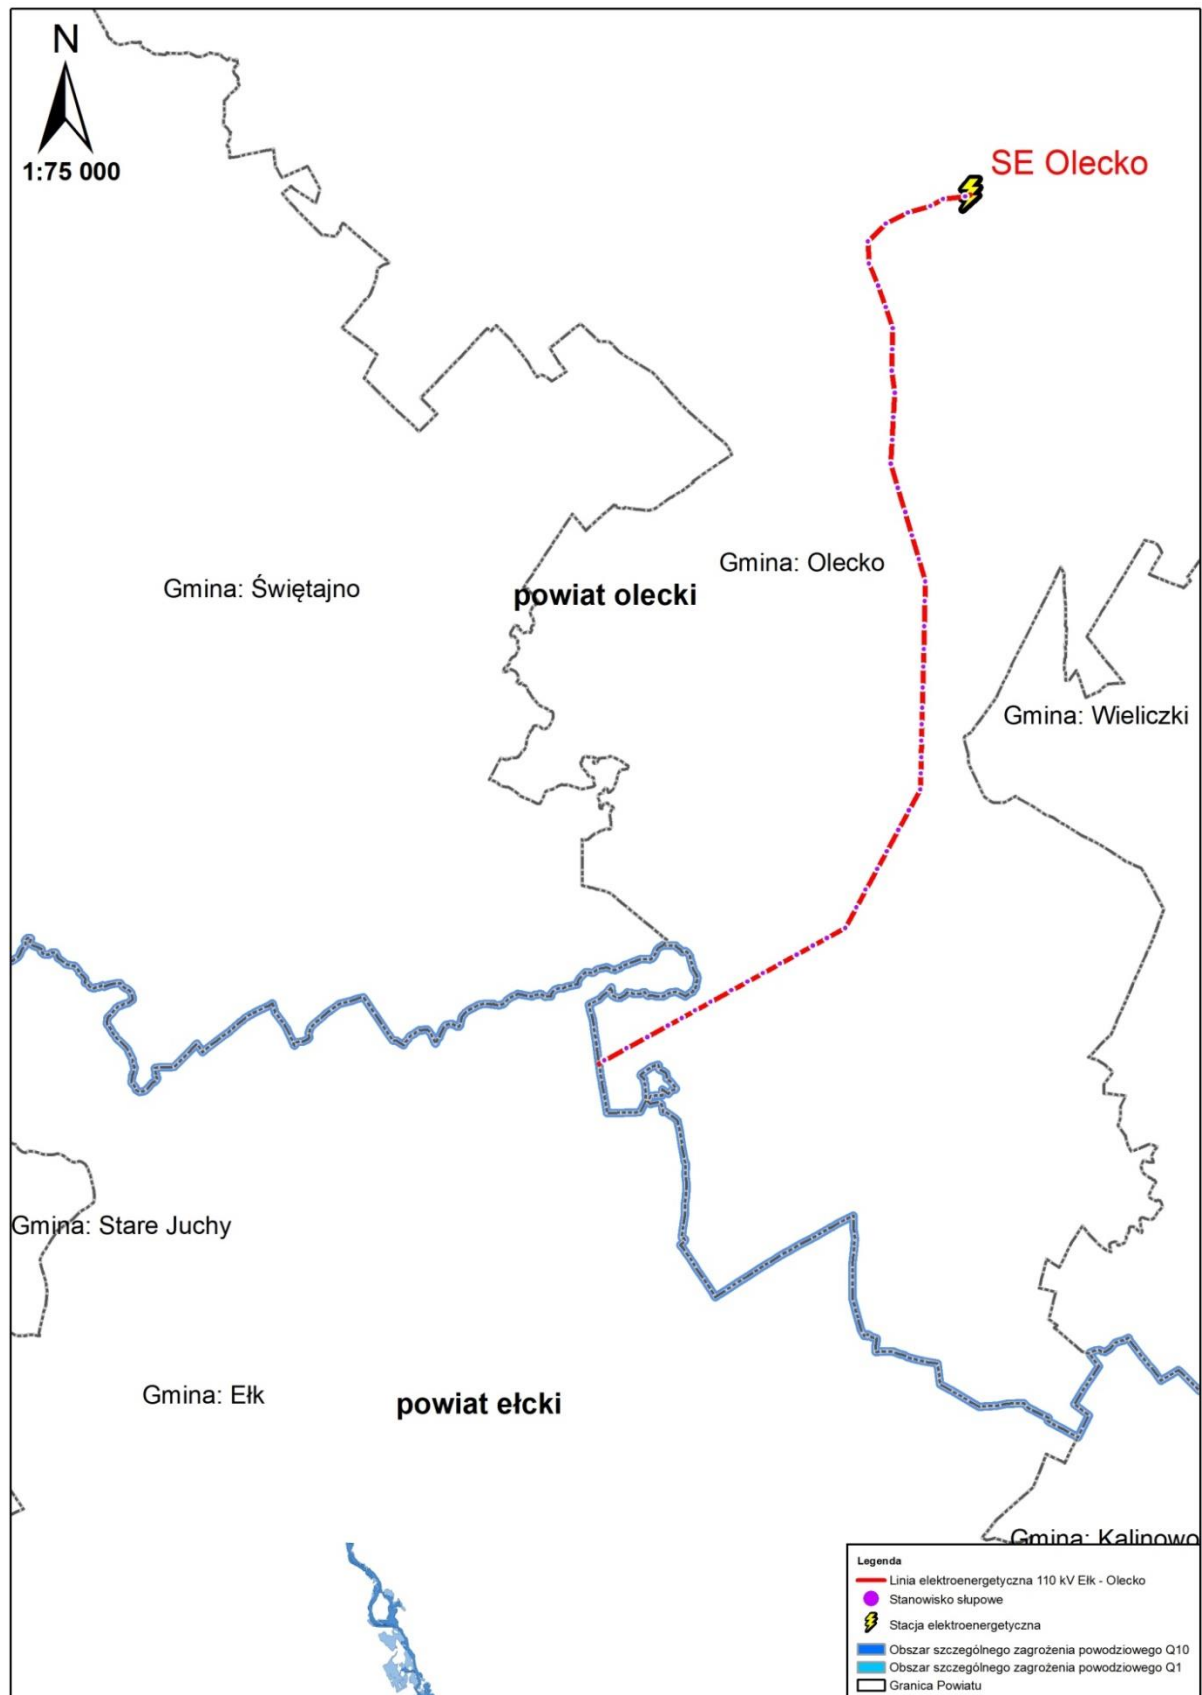 N
1:75 000
SE Olecko
Gmina: Olecko
Gmina: Świętajno
powiat olecki
Gmina: Wieliczki
Gmina: Stare Juchy
Gmina: Ełk
powiat ełcki
Gmina: Kalinowo
Legenda
Linia elektroenergetyczna 110 kV Ełk - Olecko
Stanowisko słupowe
Stacja elektroenergetyczna
Obszar szczególnego zagrożenia powodziowego Q10
Obszar szczególnego zagrożenia powodziowego Q1
Granica Powiatu